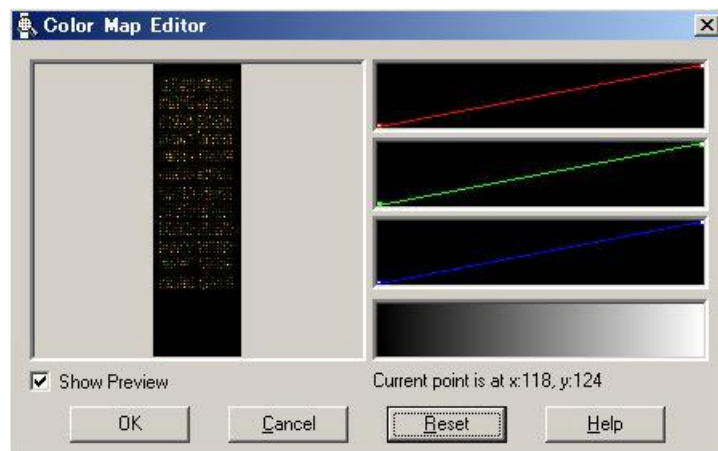 Color Map Editor
Show Preview
Current point is at x:118, y:124
OK
Cancel
Reset
Help